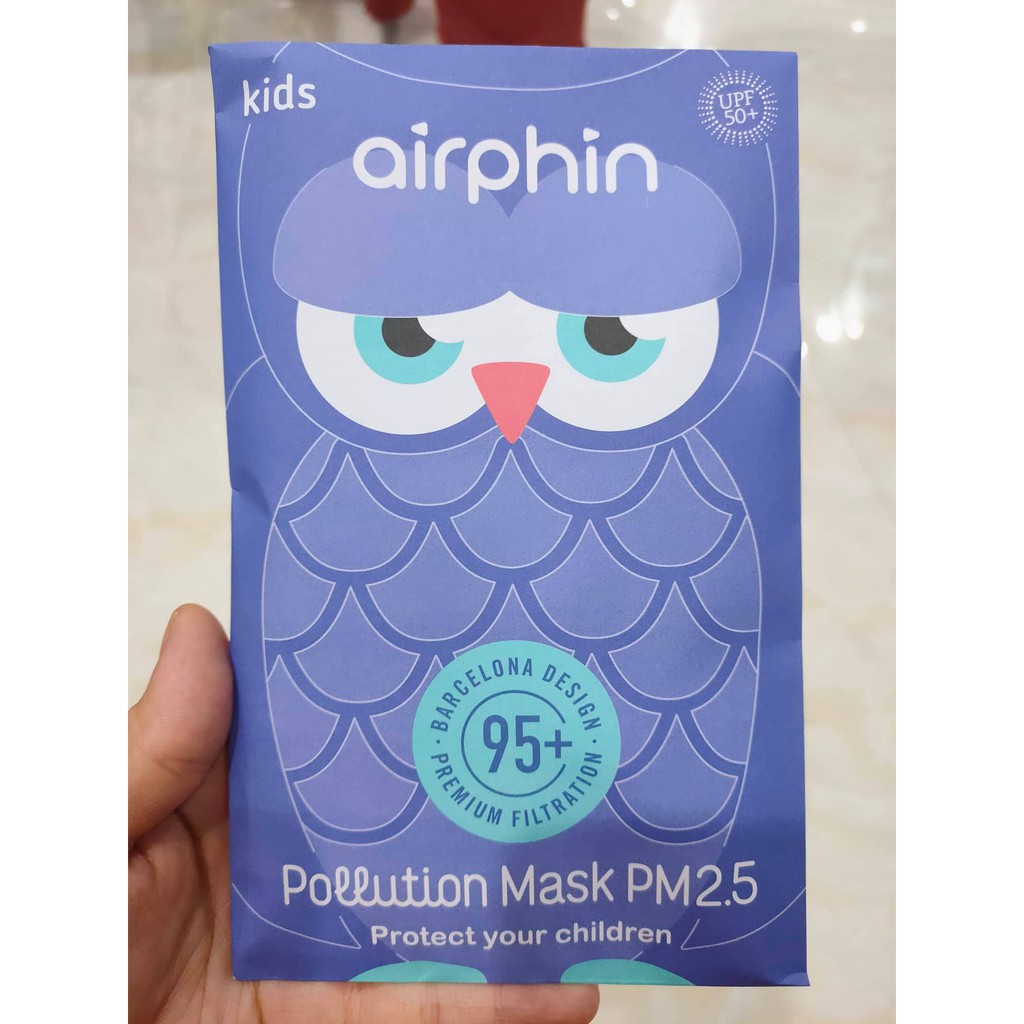 kids
UPF
50+
airphin
BARCELONA DESIGN
95+
PREMIUM FILTRATION
Pollution Mask PM2.5
Protect your children